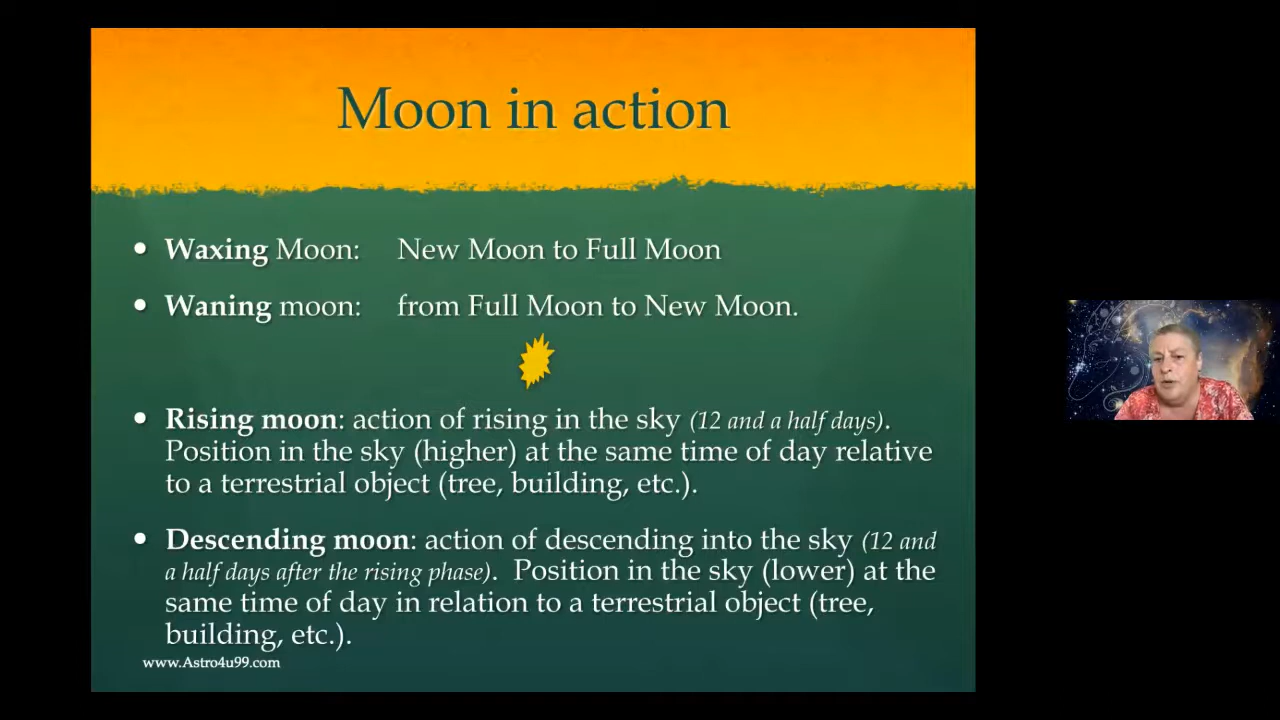 Moon in action
• Waxing Moon: New Moon to Full Moon
• Waning moon: from Full Moon to New Moon.
• Rising moon: action of rising in the sky (12 and a half days).
Position in the sky (higher) at the same time of day relative
to a terrestrial object (tree, building, etc.).
• Descending moon: action of descending into the sky (12 and
a half days after the rising phase). Position in the sky (lower) at the
same time of day in relation to a terrestrial object (tree,
building, etc.).
www.Astro4u99.com